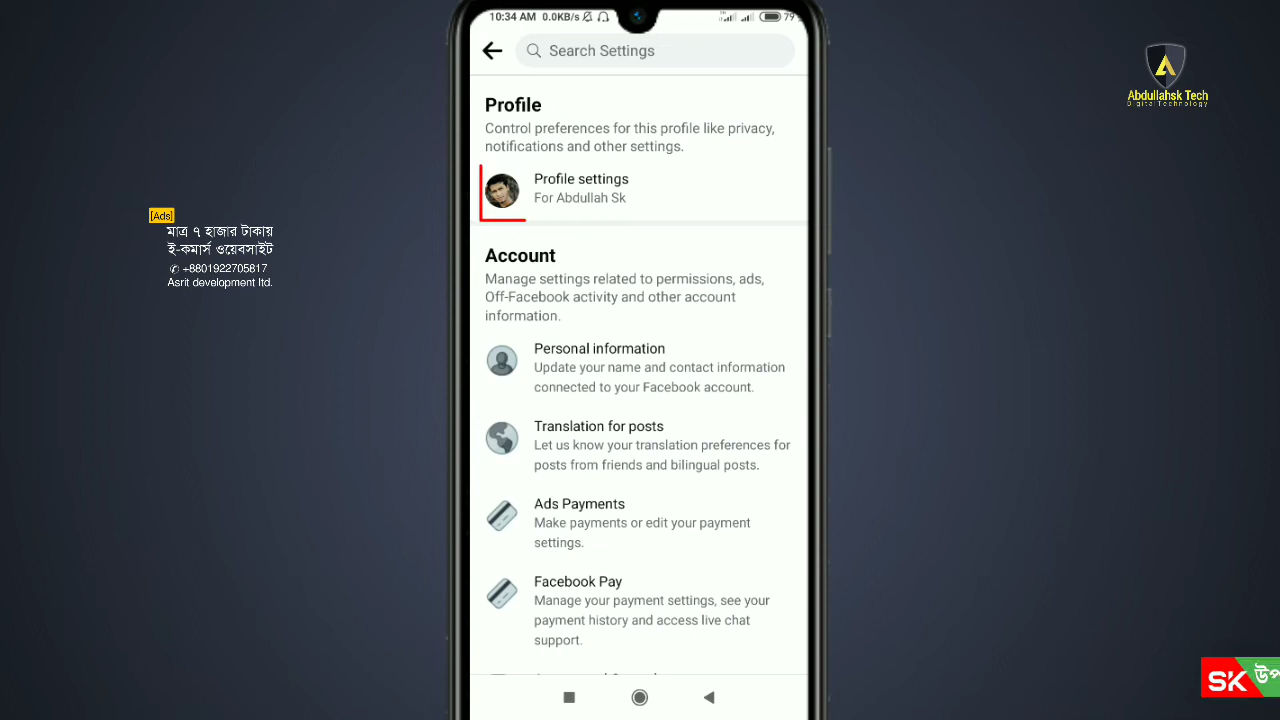 10:34 AM 0.0KB/s
79
Search Settings
A
Abdullahsk Tech
Digital Technology
Profile
Control preferences for this profile like privacy,
notifications and other settings.
Profile settings
For Abdullah Sk
[Ads]
মাত্র ৭ হাজার টাকায়
ই-কমার্স ওয়েবসাইট
✆ +8801922705817
Asrit development ltd.
Account
Manage settings related to permissions, ads,
Off-Facebook activity and other account
information.
Personal information
Update your name and contact information
connected to your Facebook account.
Translation for posts
Let us know your translation preferences for
posts from friends and bilingual posts.
Ads Payments
Make payments or edit your payment
settings.
Facebook Pay
Manage your payment settings, see your
payment history and access live chat
support.
SK